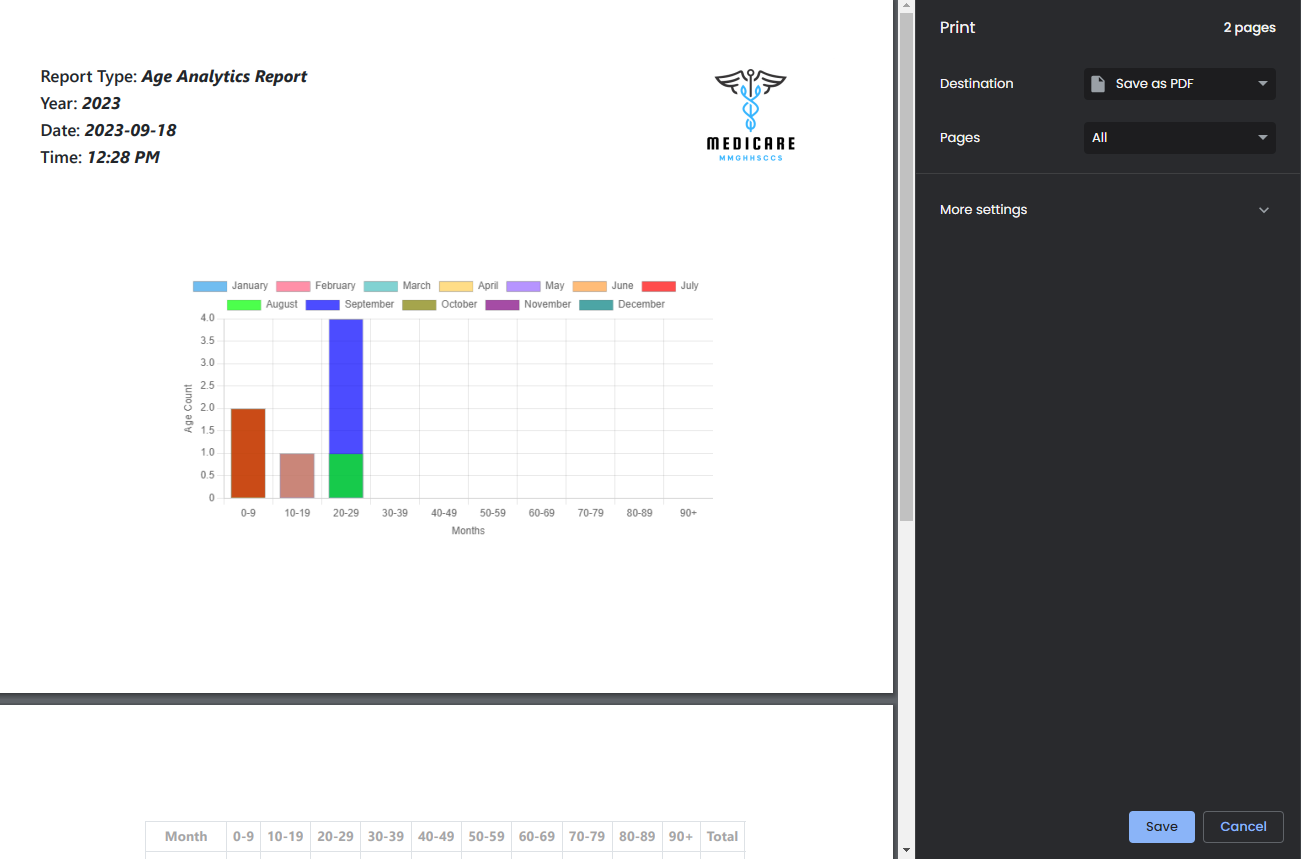 Report Type: Age Analytics Report
Year: 2023
Date: 2023-09-18
Time: 12:28 PM
MEDICARE
MMGHHSCCS
January February March April May June July
August September October November December
4.0
3.5
3.0
2.5
2.0
1.5
1.0
0.5
0
Age Count
0-9 10-19 20-29 30-39 40-49 50-59 60-69 70-79 80-89 90+
Months
Month 0-9 10-19 20-29 30-39 40-49 50-59 60-69 70-79 80-89 90+ Total
Print 2 pages
Destination Save as PDF
Pages All
More settings
Save Cancel